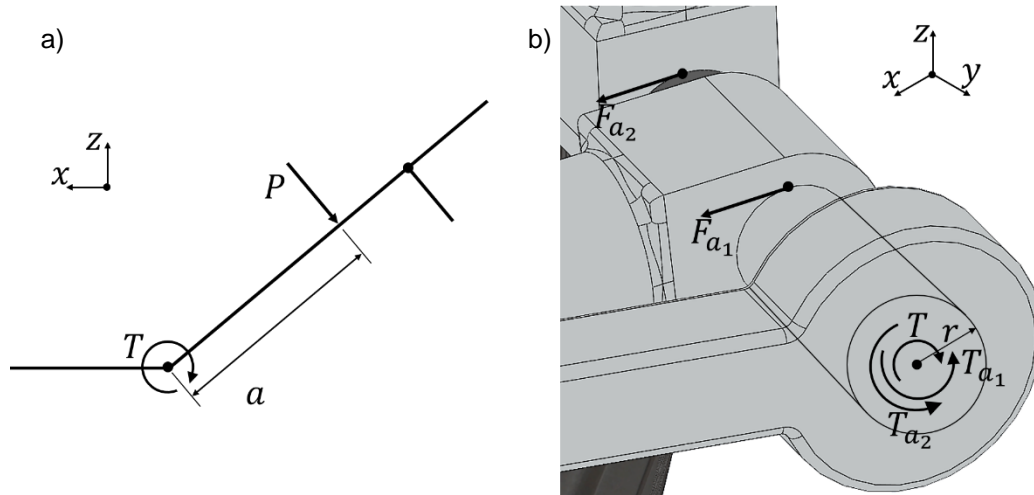 a)
z
x
P
T
a
b)
z
x
y
F_{a_2}
F_{a_1}
T
r
T_{a_1}
T_{a_2}